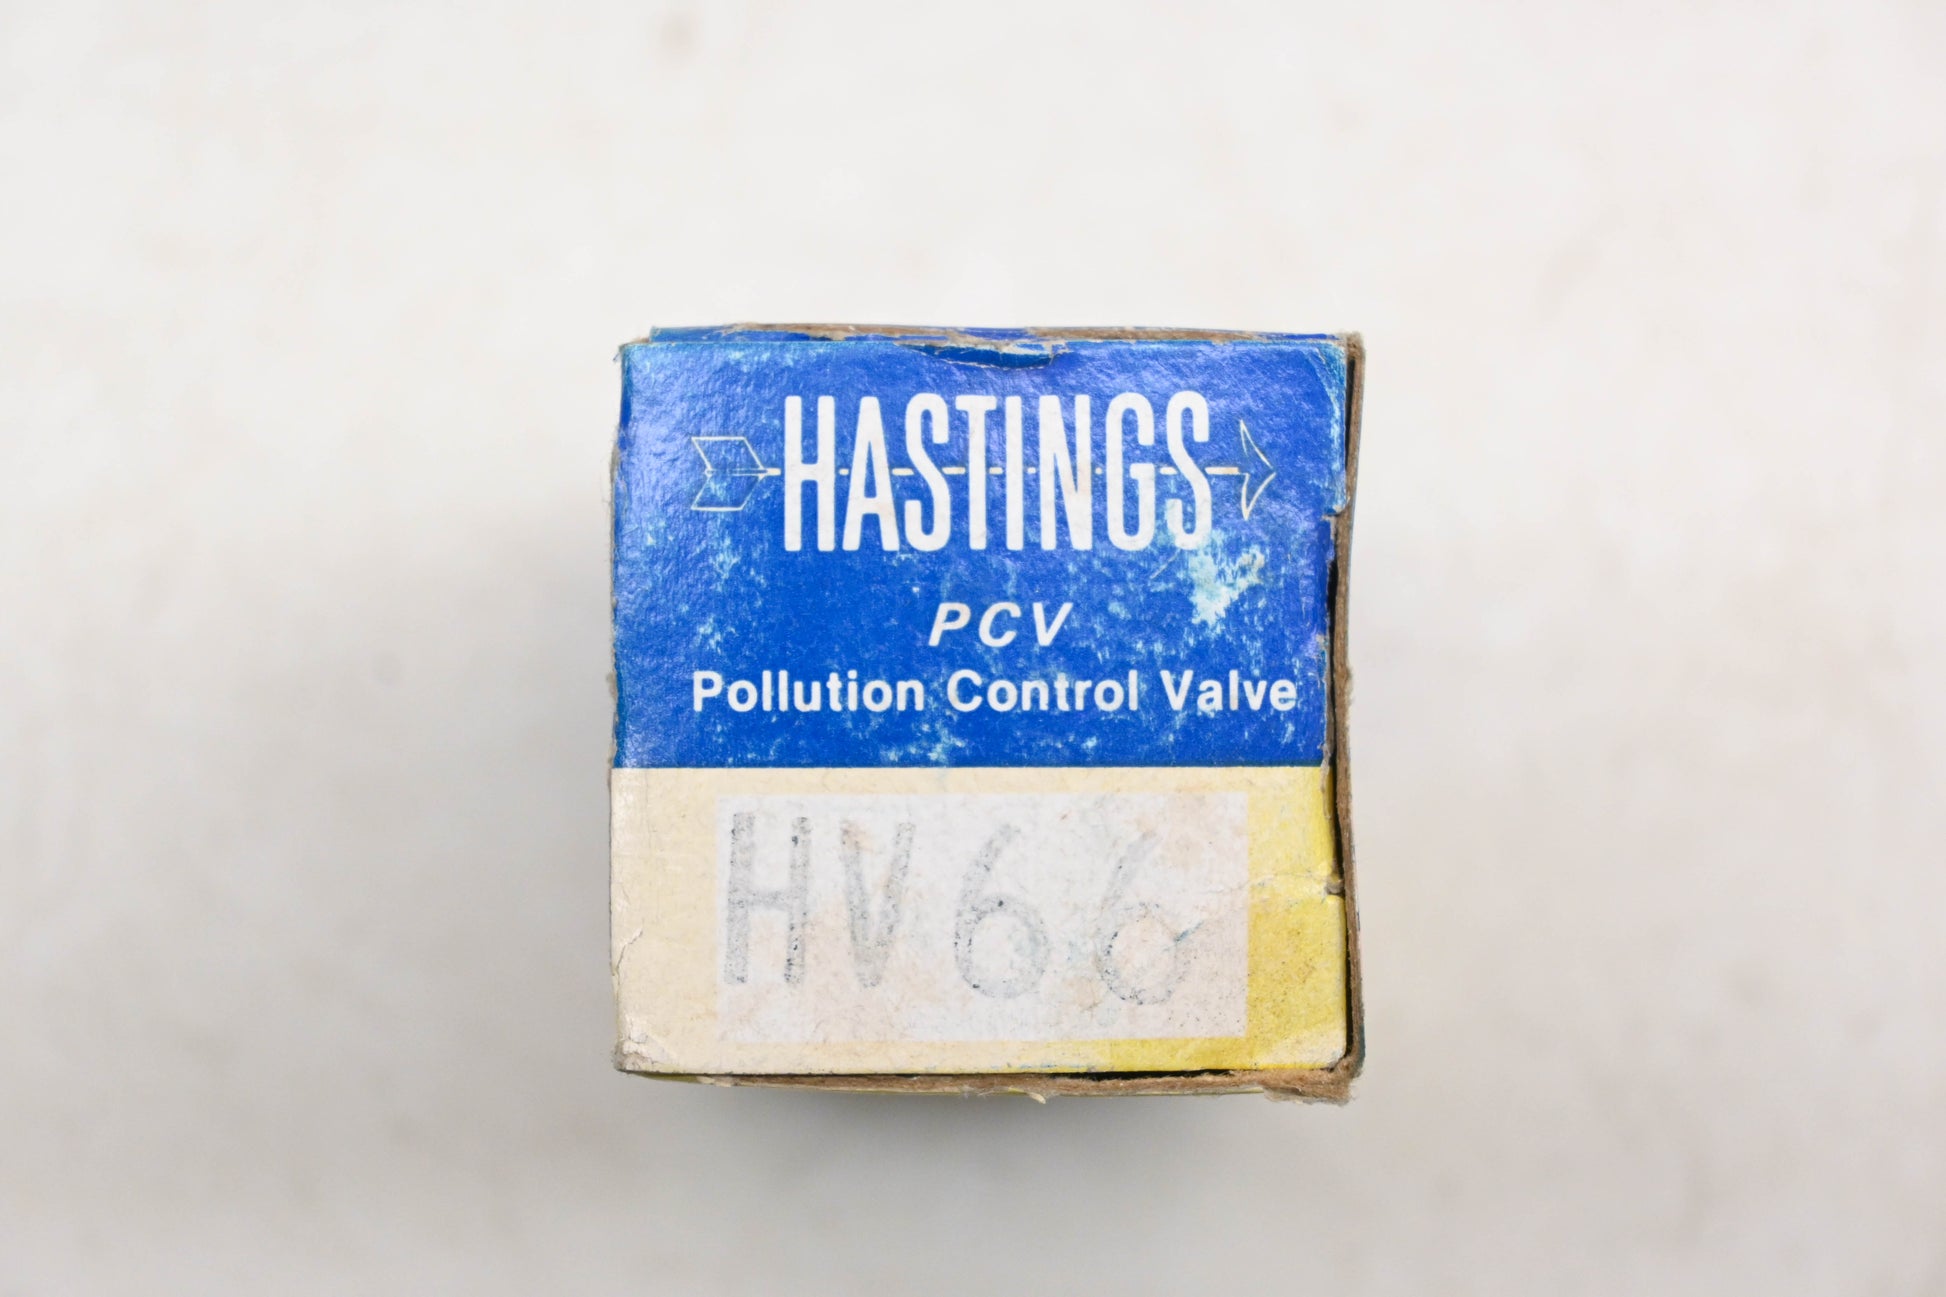 HASTINGS
PCV
Pollution Control Valve
HV66